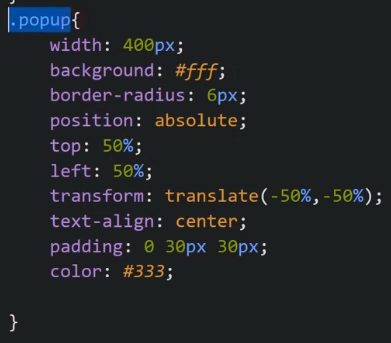 .popup{
width: 400px;
background: #fff;
border-radius: 6px;
position: absolute;
top: 50%;
left: 50%;
transform: translate(-50%,-50%);
text-align: center;
padding: 0 30px 30px;
color: #333;
}